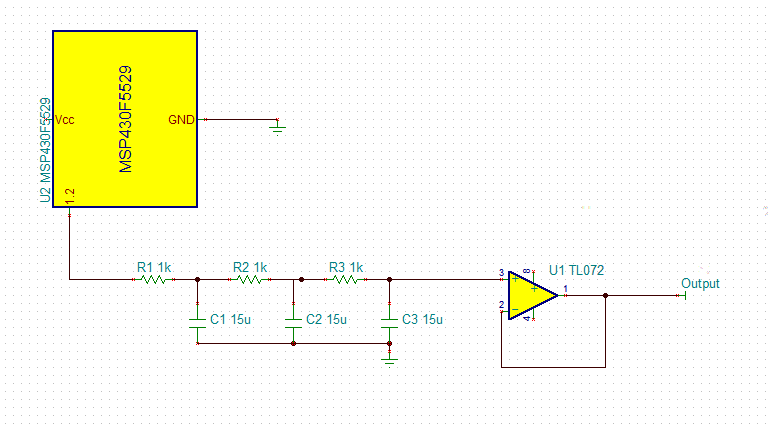 U2 MSP430F5529
Vcc
MSP430F5529
GND
1.2
R1 1k
R2 1k
R3 1k
C1 15u
C2 15u
C3 15u
3
8
U1 TL072
+
+
1
Output
2
-
4